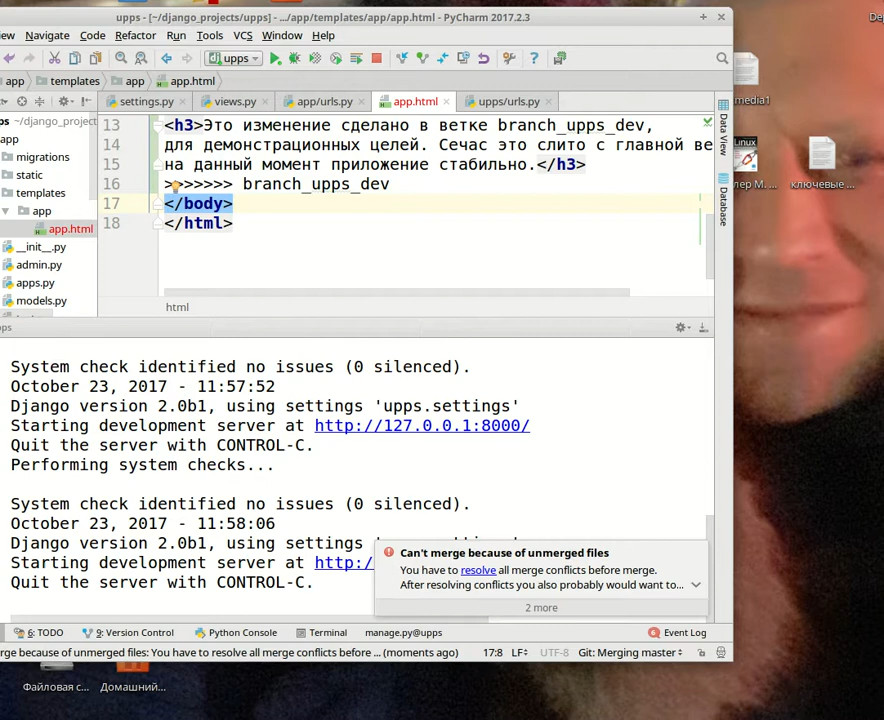 upps - [~/django_projects/upps] - .../app/templates/app/app.html - PyCharm 2017.2.3
Navigate Code Refactor Run Tools VCS Window Help
upps
app templates app app.html
settings.py views.py app/urls.py app.html upps/urls.py
~/django_project
app
migrations
static
templates
app
app.html
__init__.py
admin.py
apps.py
models.py
13 <h3>Это изменение сделано в ветке branch_upps_dev,
14 для демонстрационных целей. Сечас это слито с главной ве
15 на данный момент приложение стабильно.</h3>
16 >>>>>>> branch_upps_dev
17 </body>
18 </html>
html
Data View
Database
System check identified no issues (0 silenced).
October 23, 2017 - 11:57:52
Django version 2.0b1, using settings 'upps.settings'
Starting development server at http://127.0.0.1:8000/
Quit the server with CONTROL-C.
Performing system checks...
System check identified no issues (0 silenced).
October 23, 2017 - 11:58:06
Django version 2.0b1, using settings
Starting development server at http:/
Quit the server with CONTROL-C.
Can't merge because of unmerged files
You have to resolve all merge conflicts before merge.
After resolving conflicts you also probably would want to...
2 more
6: TODO 9: Version Control Python Console Terminal manage.py@upps 6 Event Log
rge because of unmerged files: You have to resolve all merge conflicts before ... (moments ago) 17:8 LF UTF-8 Git: Merging master
media1
Linux
лер М. ...
ключевые ...
Файловая с...
Домашний...